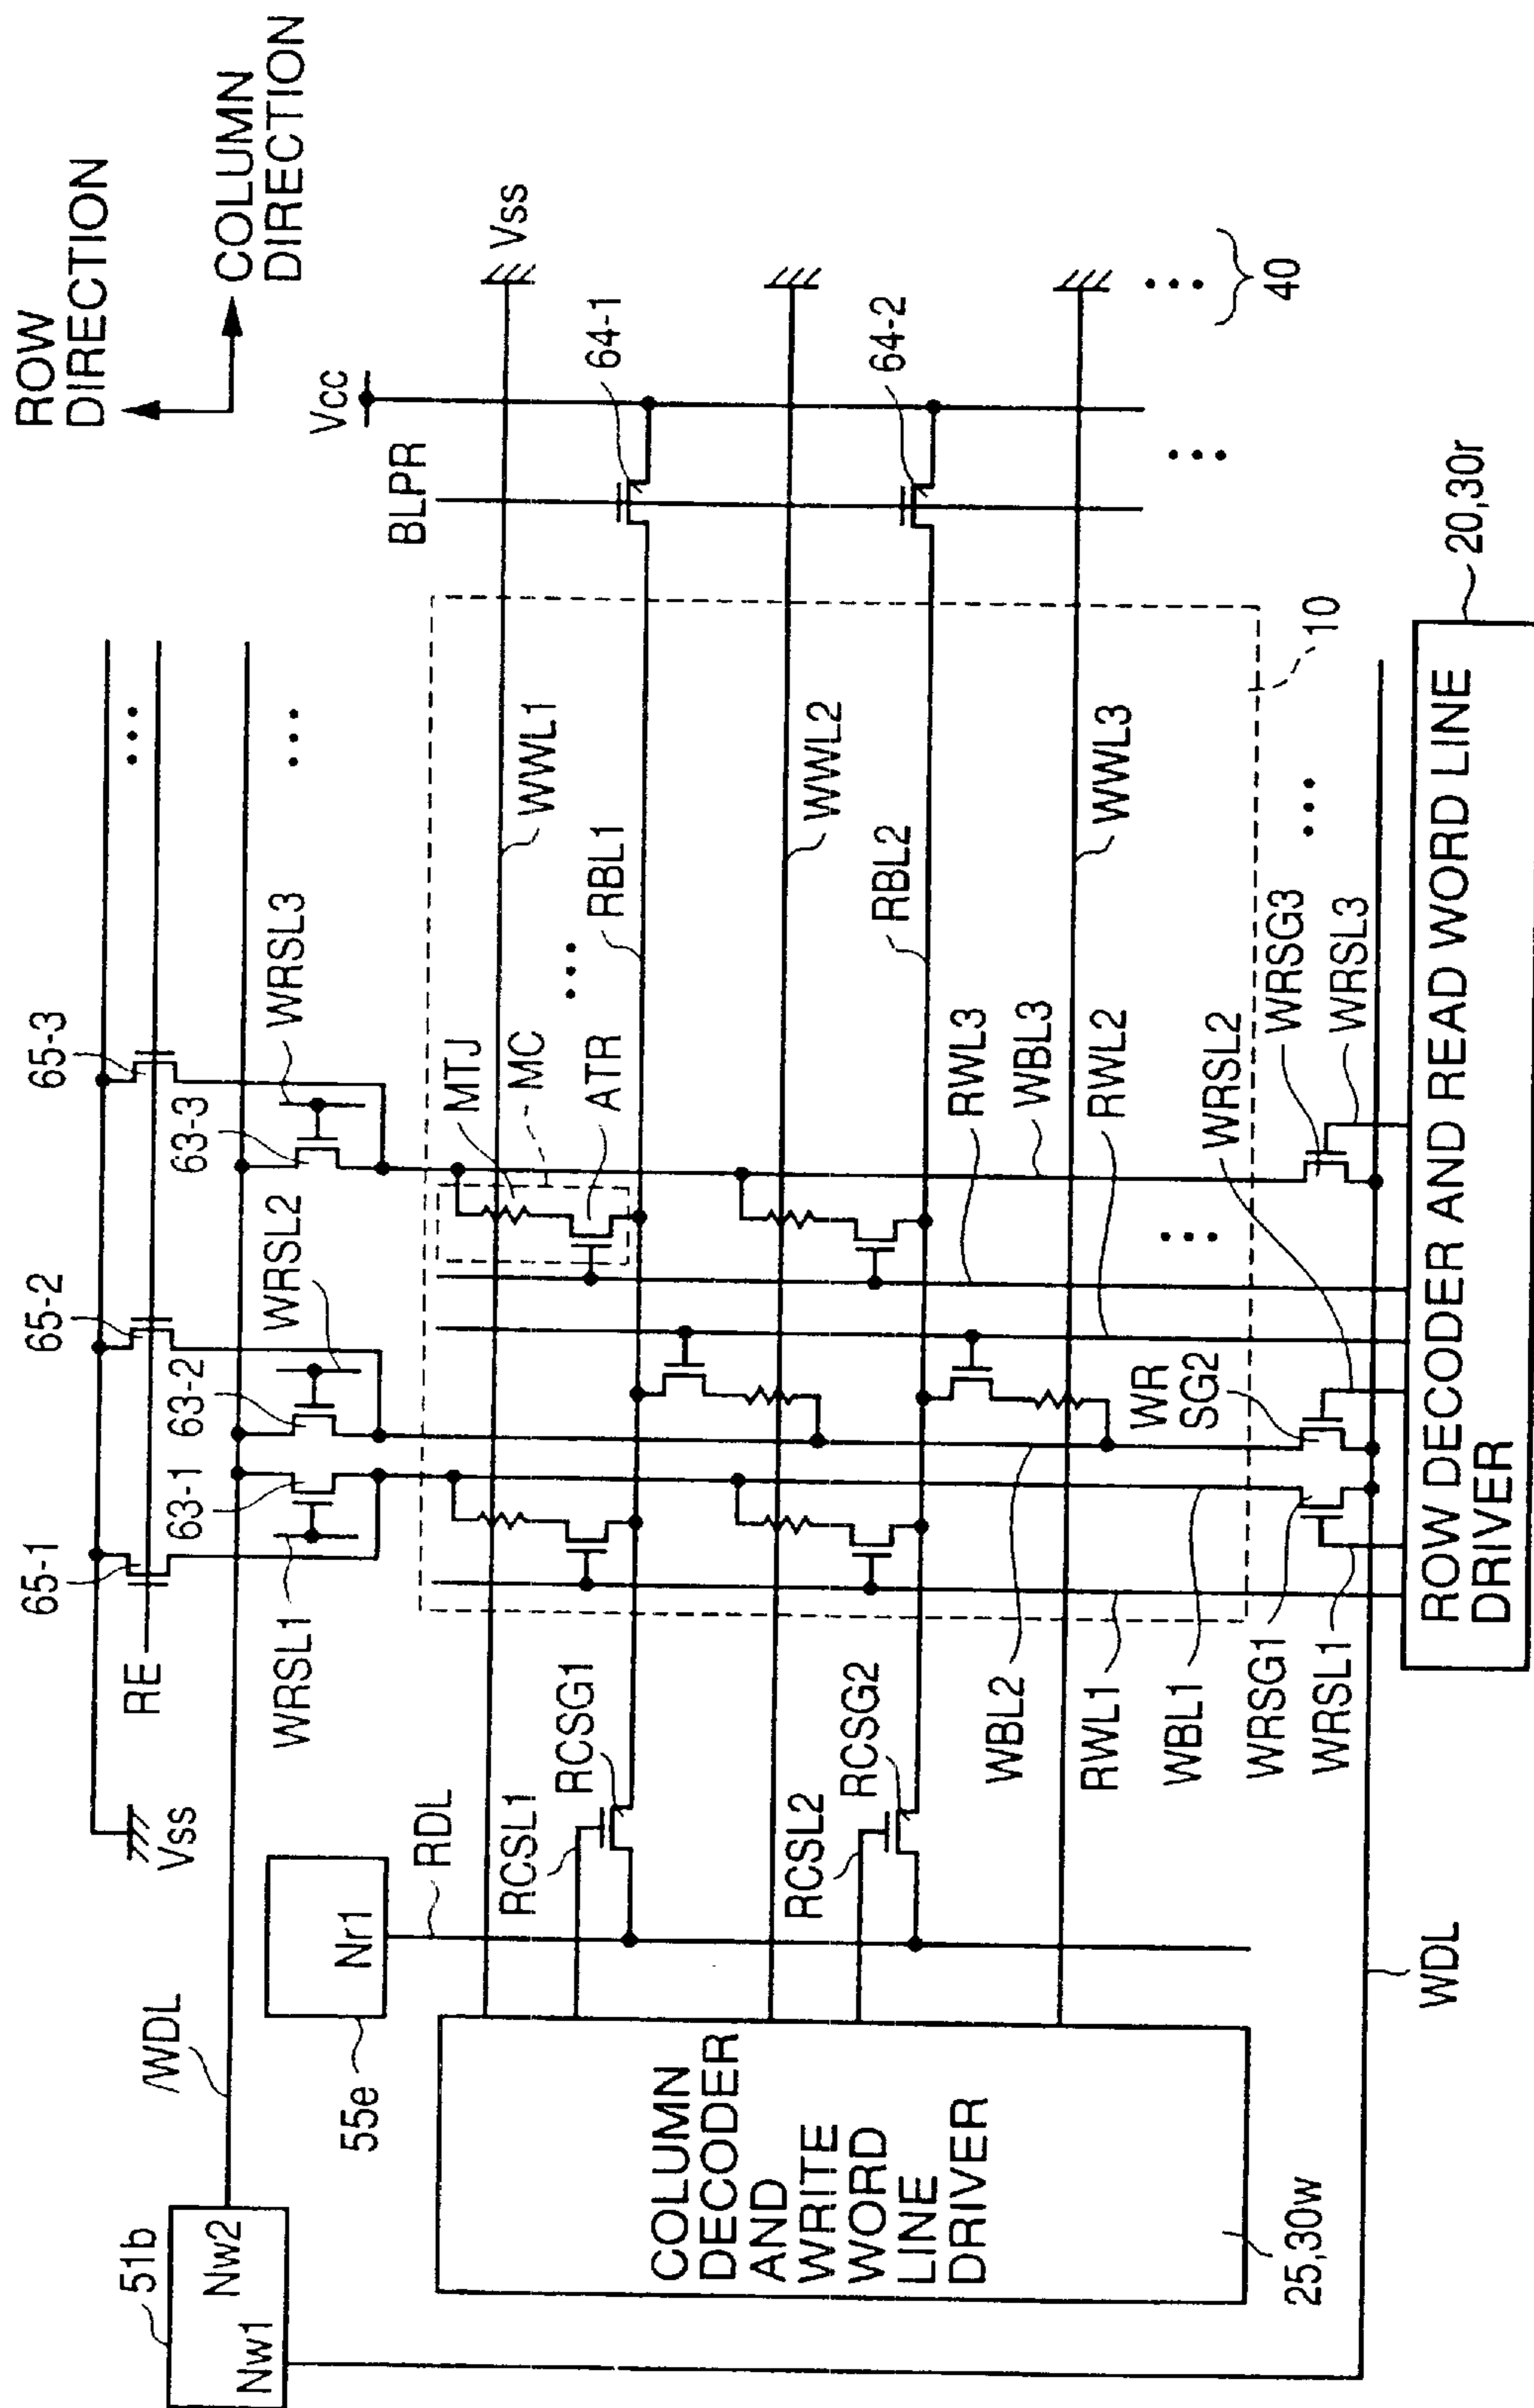 ROW
DIRECTION
COLUMN
DIRECTION
51b
Nw2
Nw1
/WDL
55e
Nr1
RDL
Vss
RE
65-1
65-2
65-3
63-1
63-2
63-3
WRSL1
WRSL2
WRSL3
BLPR
Vcc
Vss
64-1
64-2
40
MTJ
MC
ATR
WWL1
RBL1
...
WWL2
RBL2
WWL3
RWL3
WBL3
RWL2
WRSL2
WRSG3
WRSL3
10
WR
SG2
RCSL1
RCSG1
RCSL2
RCSG2
WBL2
RWL1
WBL1
WRSG1
WRSL1
WDL
COLUMN
DECODER
AND
WRITE
WORD
LINE
DRIVER
25,30w
ROW DECODER AND READ WORD LINE
DRIVER
20,30r